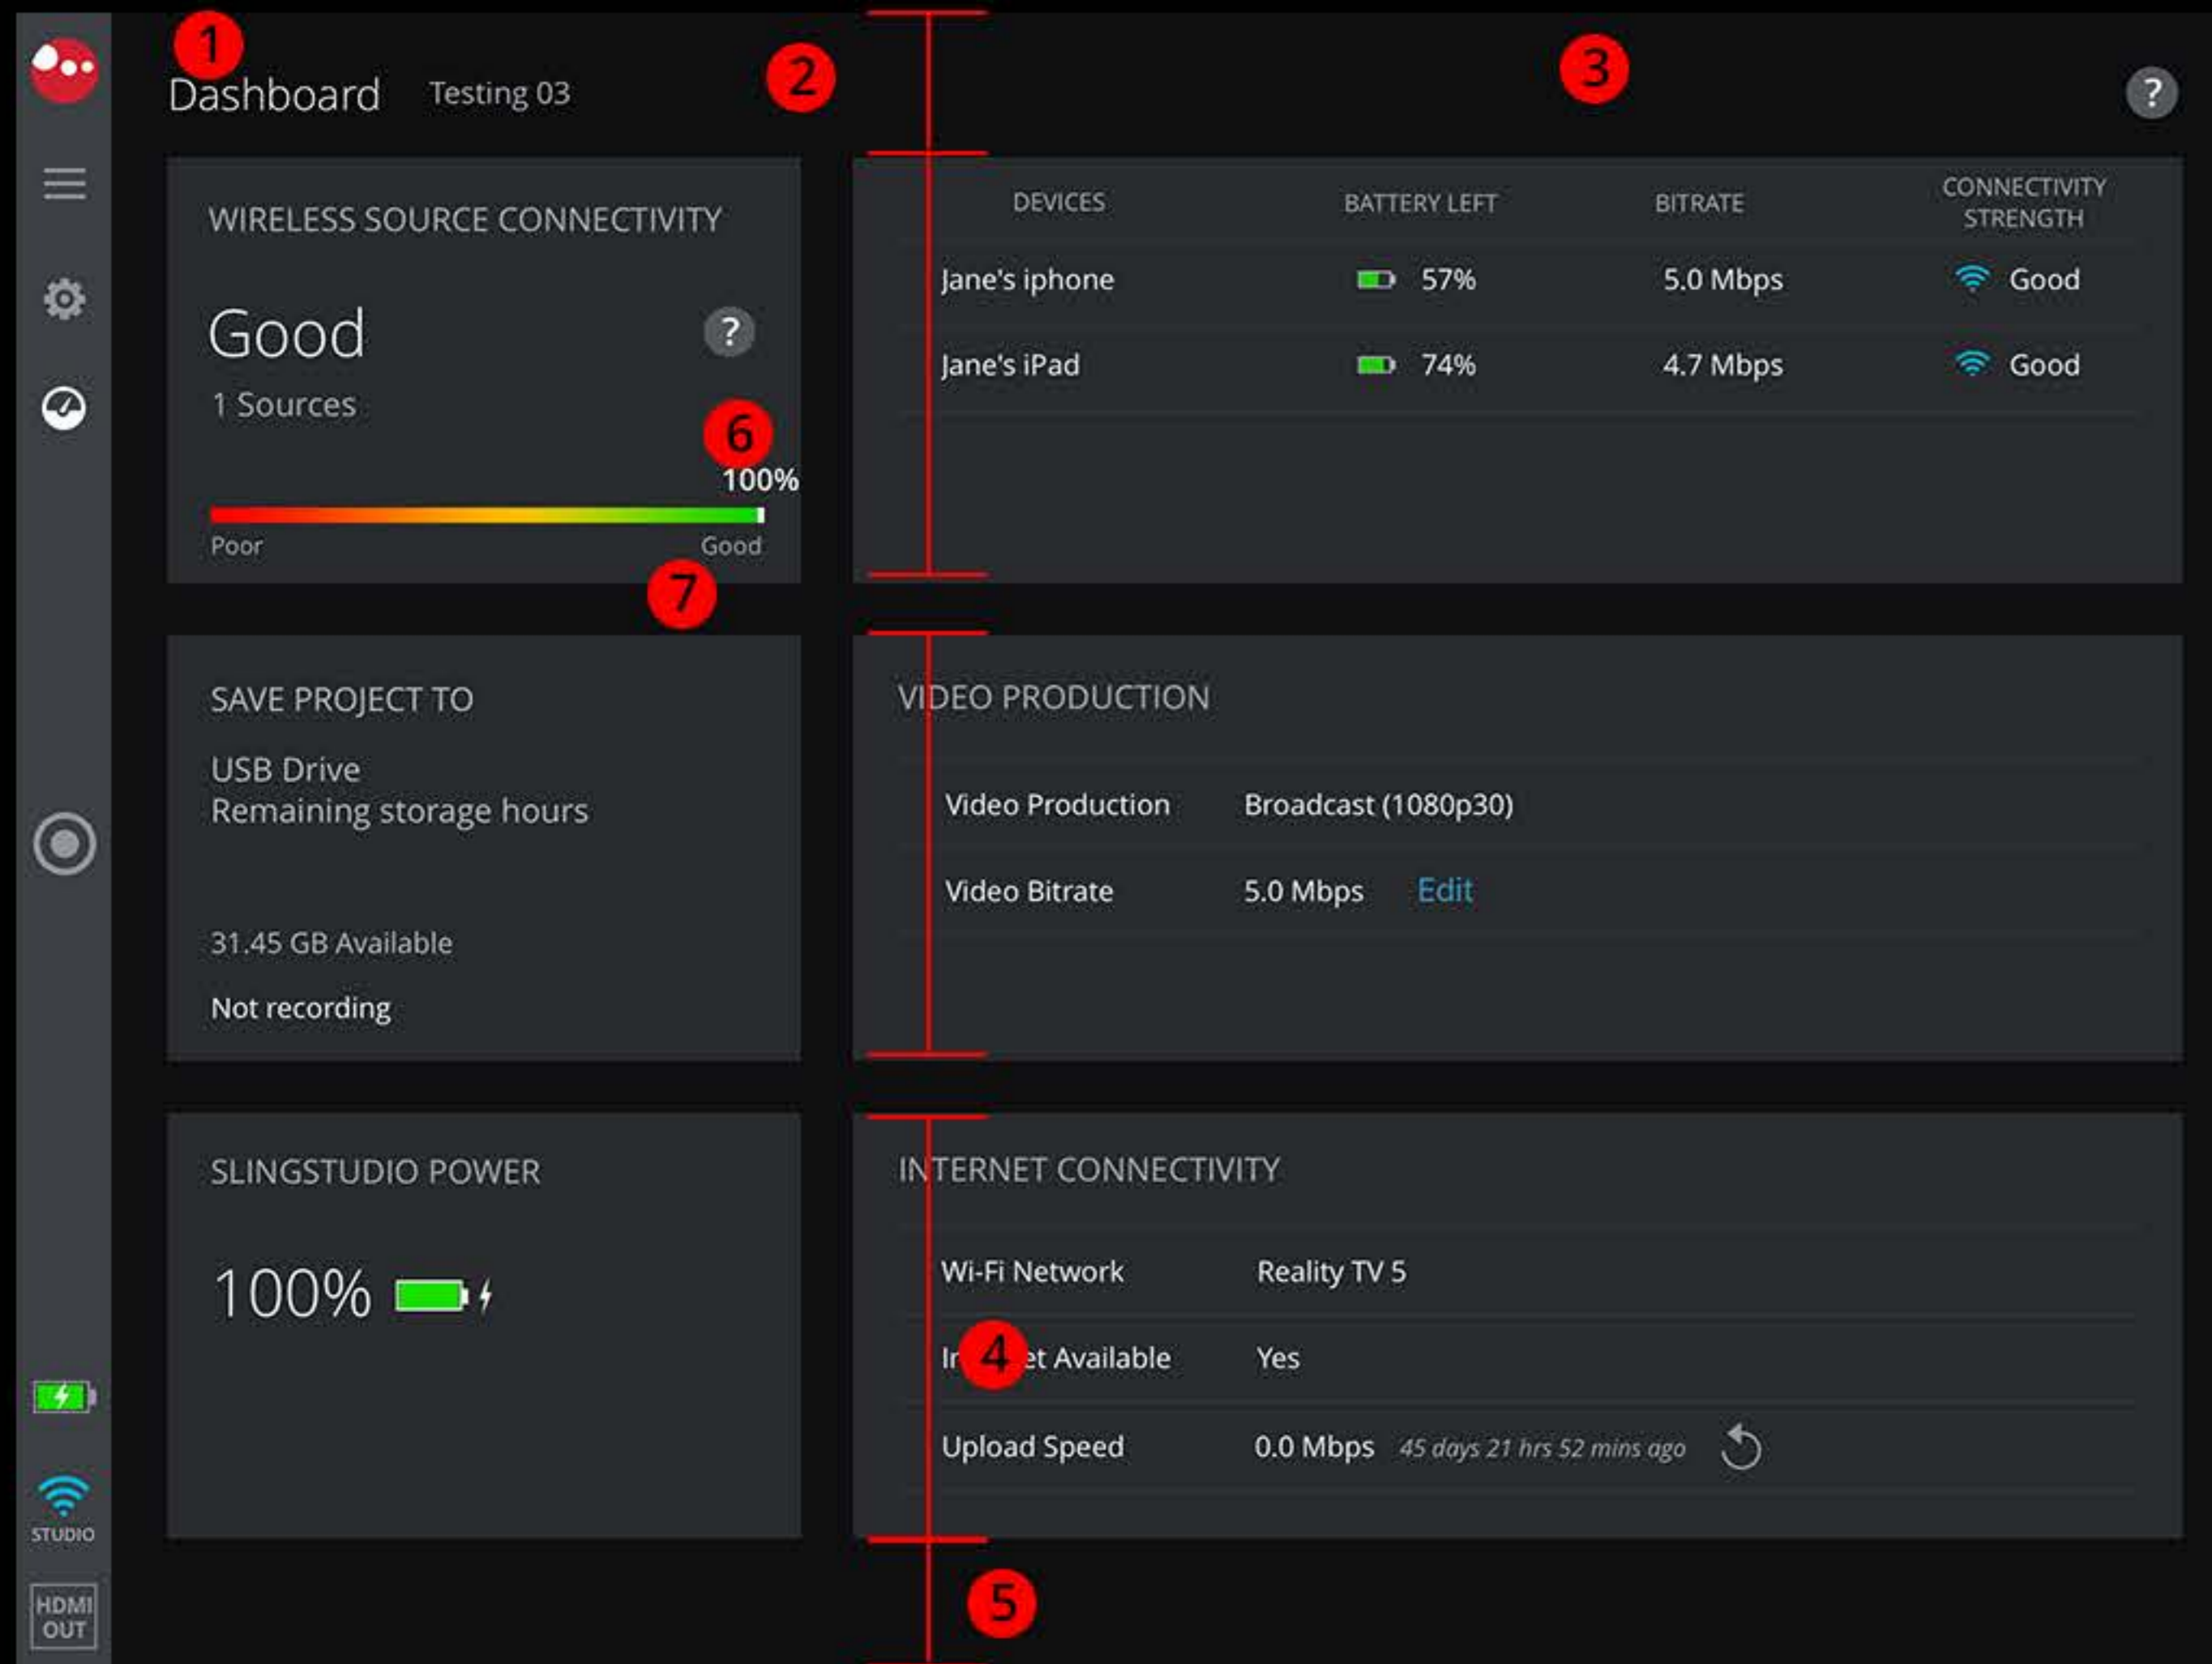 1
2
3
Dashboard Testing 03
?
WIRELESS SOURCE CONNECTIVITY
Good
?
1 Sources
6
100%
Poor Good
7
DEVICES BATTERY LEFT BITRATE CONNECTIVITY STRENGTH
Jane's iphone 57% 5.0 Mbps Good
Jane's iPad 74% 4.7 Mbps Good
SAVE PROJECT TO
USB Drive
Remaining storage hours
31.45 GB Available
Not recording
VIDEO PRODUCTION
Video Production Broadcast (1080p30)
Video Bitrate 5.0 Mbps Edit
SLINGSTUDIO POWER
100%
INTERNET CONNECTIVITY
Wi-Fi Network Reality TV 5
4 Available Yes
Upload Speed 0.0 Mbps 45 days 21 hrs 52 mins ago
5
STUDIO
HDMI
OUT